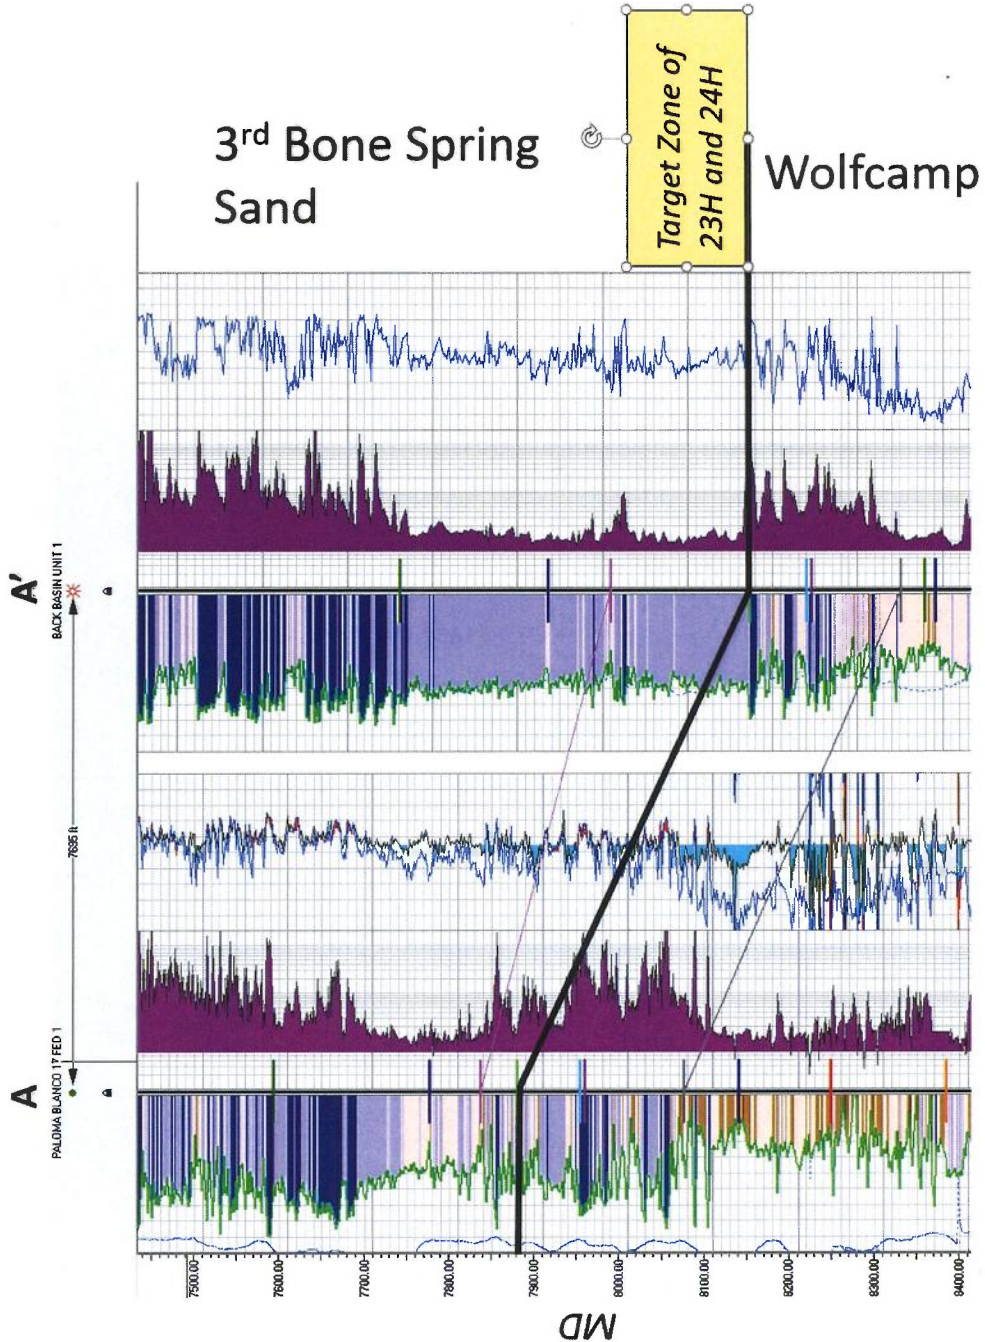 3rd Bone Spring
Sand
Target Zone of
23H and 24H
Wolfcamp
A'
BACK BASIN UNIT 1
7695 ft
A
PALOMA BLANCO 17 FED 1
7500.00
7600.00
7700.00
7800.00
7900.00
8000.00
8100.00
8200.00
8300.00
8400.00
MD